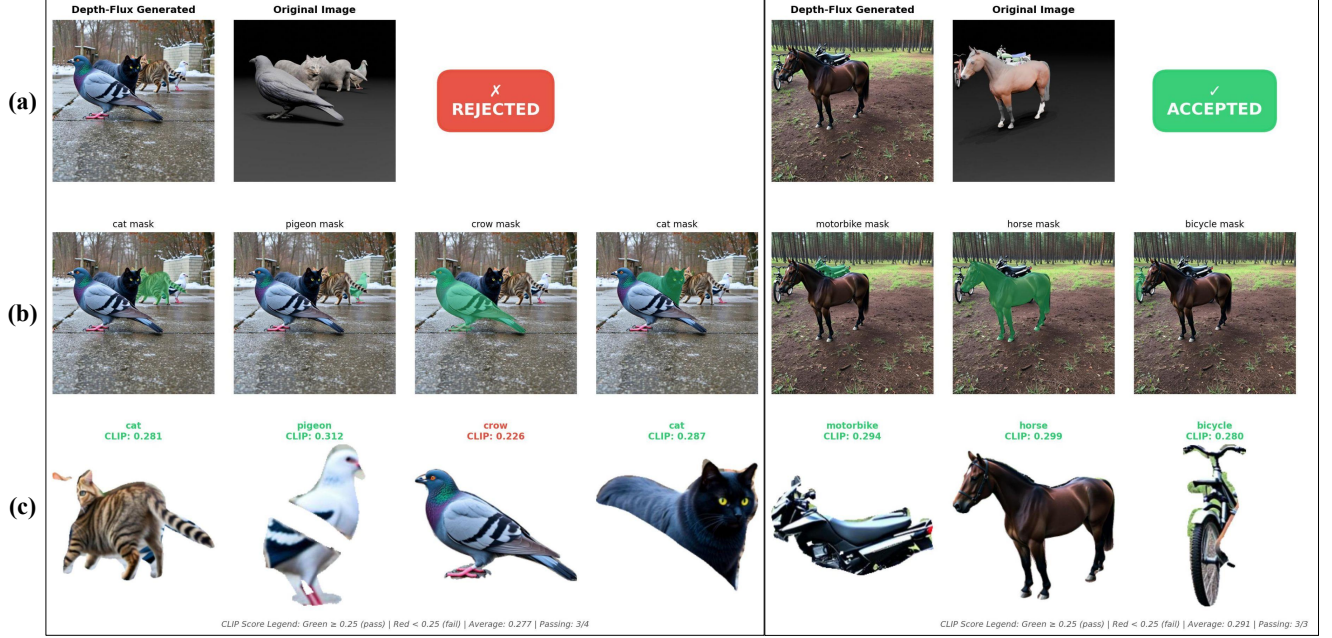 Depth-Flux Generated
Original Image
Depth-Flux Generated
Original Image
(a)
✗
REJECTED
✓
ACCEPTED
cat mask
pigeon mask
crow mask
cat mask
motorbike mask
horse mask
bicycle mask
(b)
cat
CLIP: 0.281
pigeon
CLIP: 0.312
crow
CLIP: 0.226
cat
CLIP: 0.287
motorbike
CLIP: 0.294
horse
CLIP: 0.299
bicycle
CLIP: 0.280
(c)
CLIP Score Legend: Green ≥ 0.25 (pass) | Red < 0.25 (fail) | Average: 0.277 | Passing: 3/4
CLIP Score Legend: Green ≥ 0.25 (pass) | Red < 0.25 (fail) | Average: 0.291 | Passing: 3/3